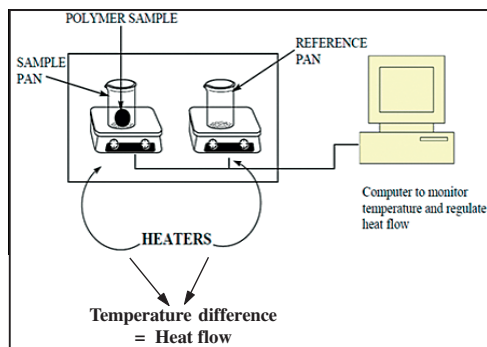 POLYMER SAMPLE
SAMPLE
PAN
REFERENCE
PAN
Computer to monitor
temperature and regulate
heat flow
HEATERS
Temperature difference
= Heat flow